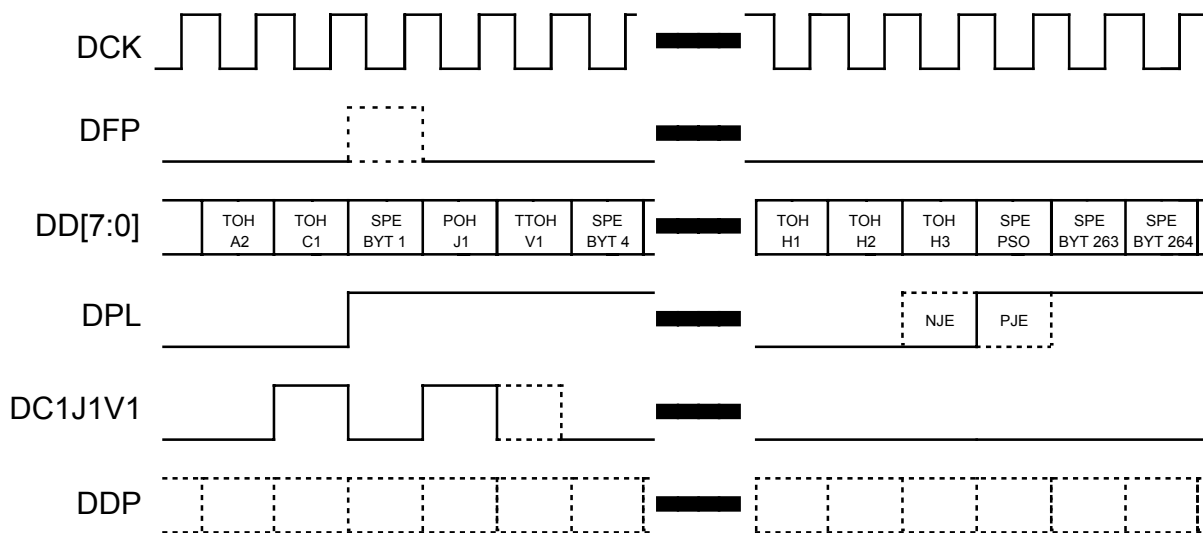 DCK
DFP
DD[7:0]
TOH TOH SPE POH TTOH SPE TOH TOH TOH SPE SPE SPE
A2 C1 BYT 1 J1 V1 BYT 4 H1 H2 H3 PSO BYT 263 BYT 264
DPL
NJE PJE
DC1J1V1
DDP